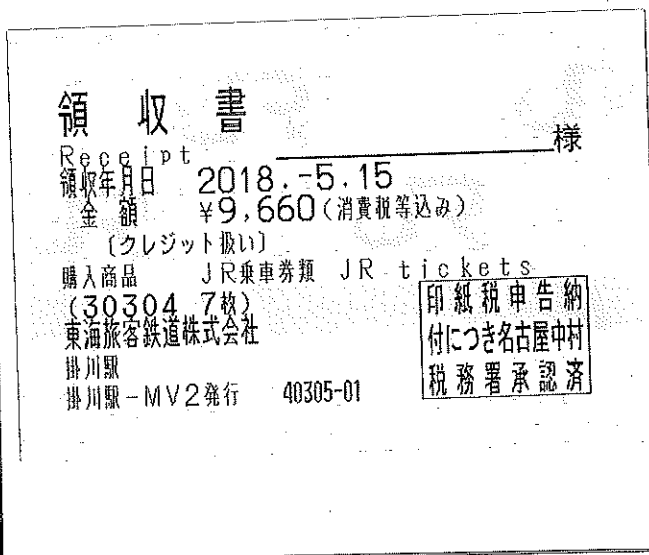 領収書
Receipt 様
領収年月日 2018.-5.15
金額 ¥9,660(消費税等込み)
〔クレジット扱い〕
購入商品 JR乗車券類 JR tickets
(30304 7枚)
東海旅客鉄道株式会社
掛川駅
掛川駅-MV2発行 40305-01
印紙税申告納
付につき名古屋中村
税務署承認済